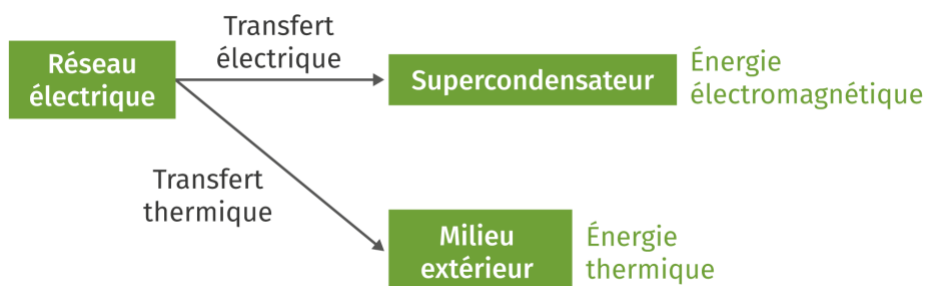 Transfert
électrique
Réseau
électrique
Supercondensateur
Énergie
électromagnétique
Transfert
thermique
Milieu
extérieur
Énergie
thermique